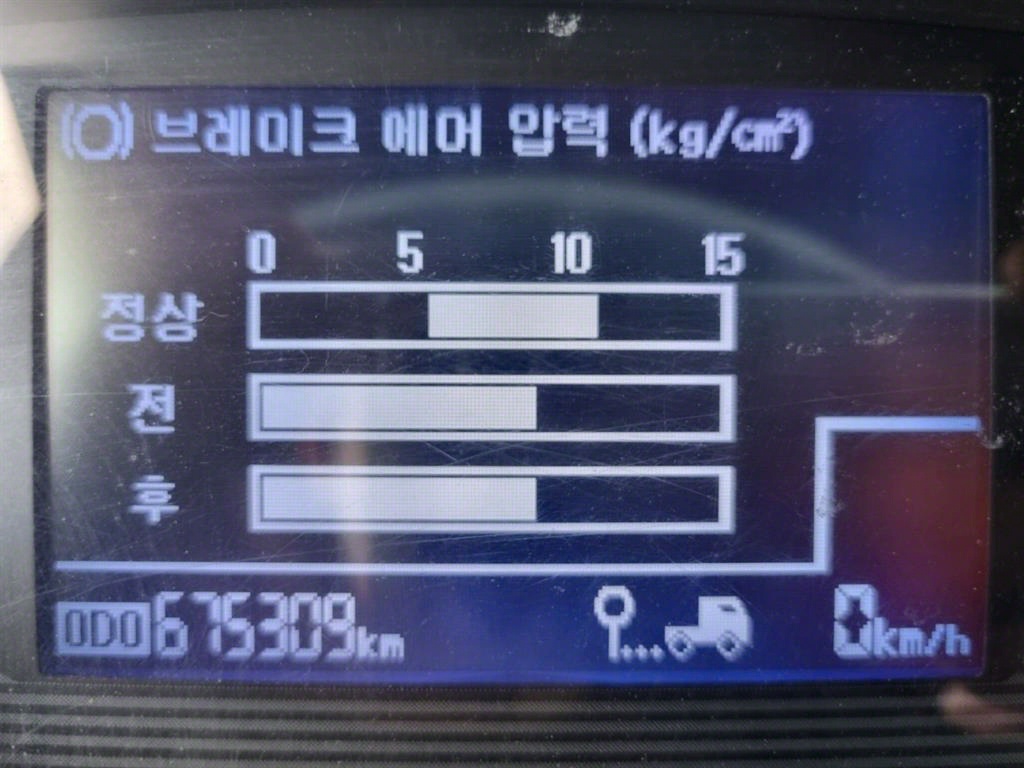 브레이크 에어 압력 (kg/cm²)
0 5 10 15
정상
전
후
ODO 675309km 0km/h